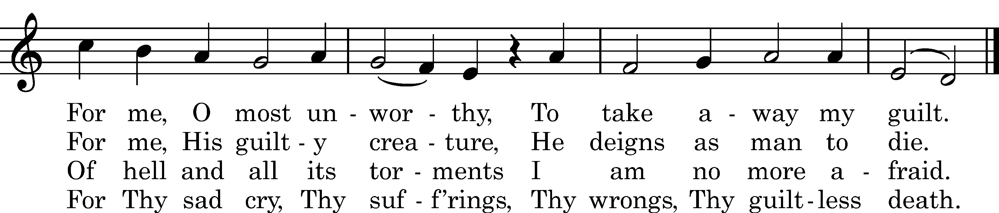 For me, O most un - wor - thy, To take a - way my guilt.
For me, His guilt - y crea - ture, He deigns as man to die.
Of hell and all its tor - ments I am no more a - fraid.
For Thy sad cry, Thy suf - f’rings, Thy wrongs, Thy guilt - less death.